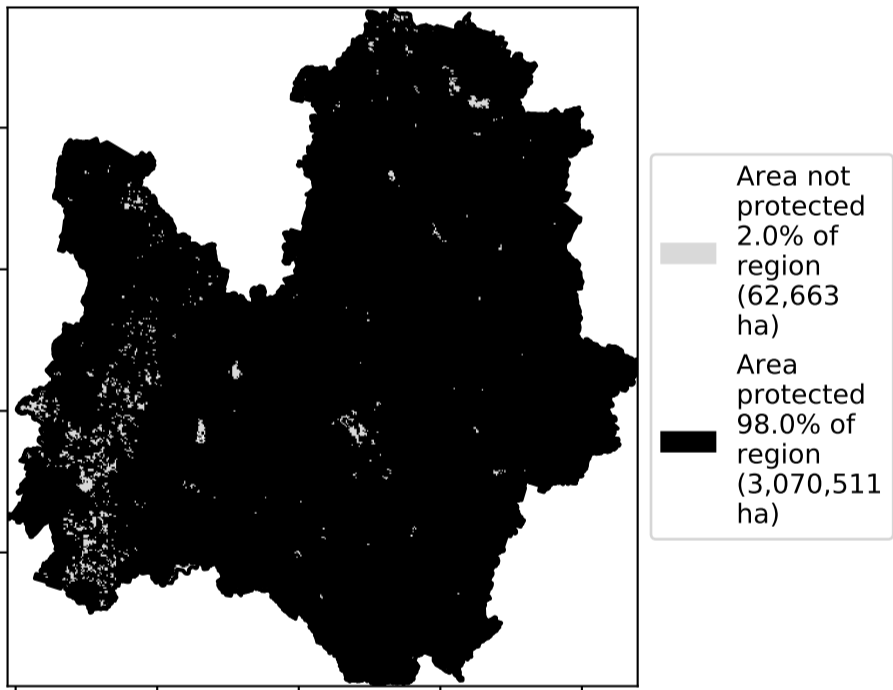 Area not
protected
2.0% of
region
(62,663
ha)
Area
protected
98.0% of
region
(3,070,511
ha)